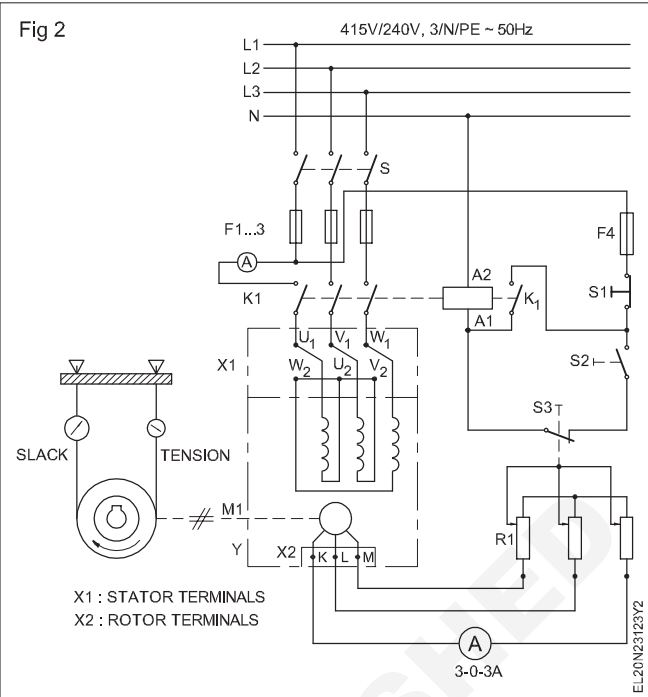 Fig 2
415V/240V, 3/N/PE ~ 50Hz
L1
L2
L3
N
S
F1...3
F4
A
A2
S1
K1
K1
A1
U1 V1 W1
X1
W2 U2 V2
S2
S3
SLACK
TENSION
M1
R1
Y
X2
K L M
X1 : STATOR TERMINALS
X2 : ROTOR TERMINALS
A
3-0-3A
EL20N23123Y2
SHED